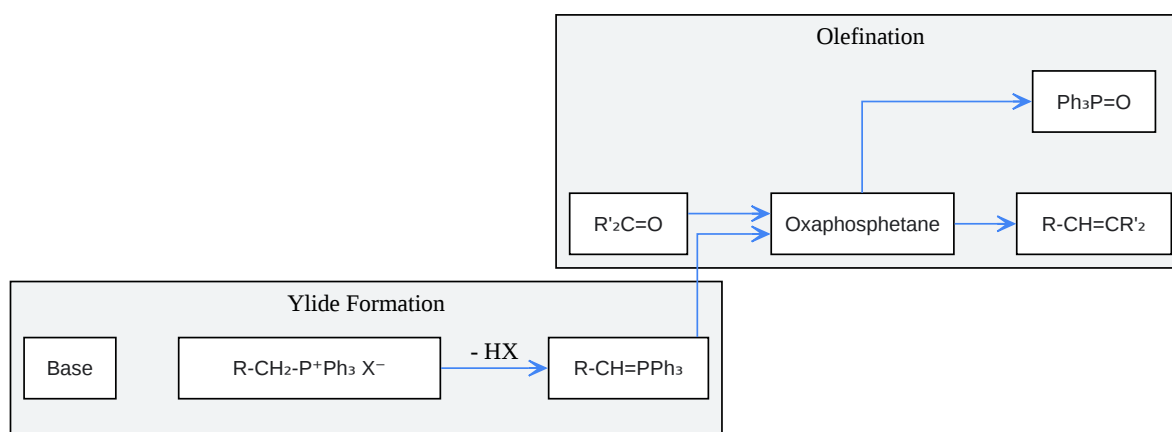 Olefination
Ph₃P=O
R'₂C=O
Oxaphosphetane
R-CH=CR'₂
Ylide Formation
Base
R-CH₂-P⁺Ph₃ X⁻
- HX
R-CH=PPh₃